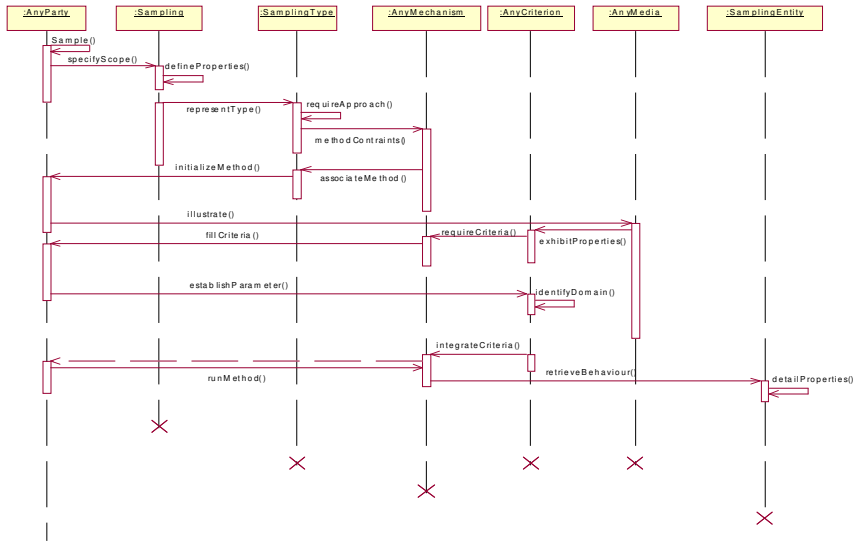 :AnyParty
:Sampling
:SamplingType
:AnyMechanism
:AnyCriterion
:AnyMedia
:SamplingEntity
Sample()
specifyScope()
defineProperties()
representType()
requireApproach()
methodContraints()
initializeMethod()
associateMethod()
illustrate()
fillCriteria()
requireCriteria()
exhibitProperties()
establishParameter()
identifyDomain()
integrateCriteria()
runMethod()
retrieveBehaviour()
detailProperties()